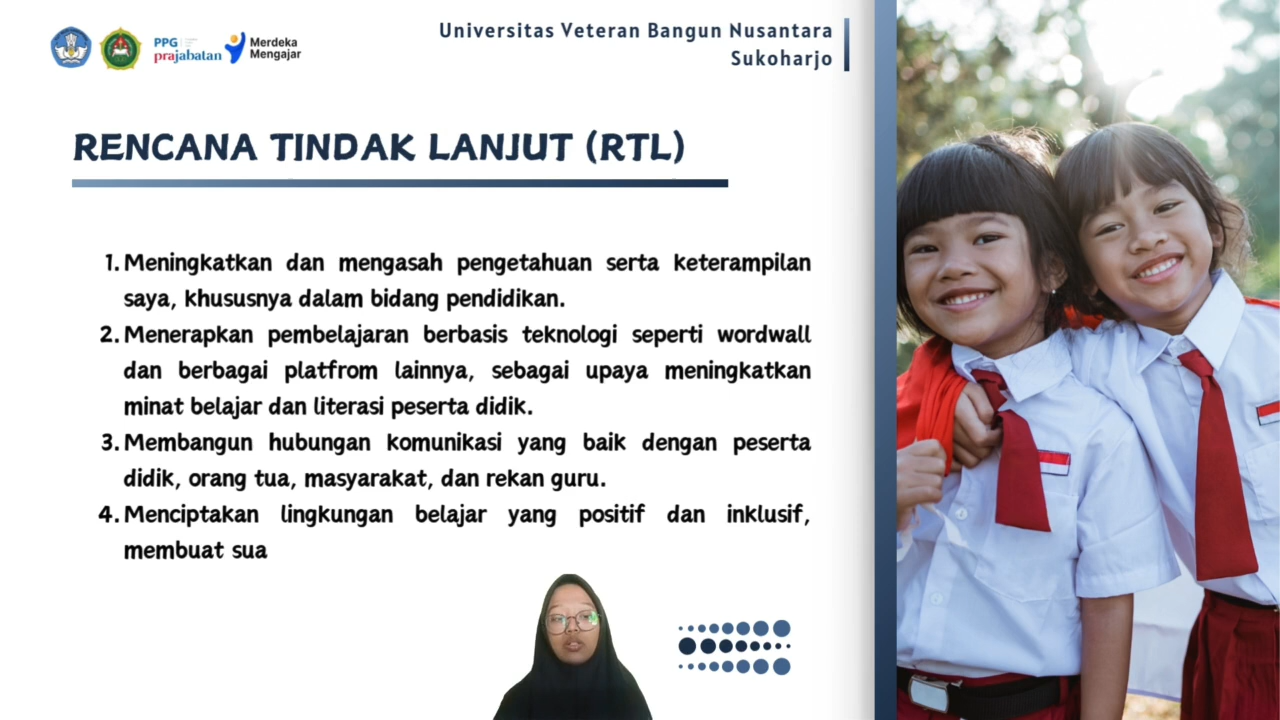 PPG
prajabatan
Merdeka
Mengajar
Universitas Veteran Bangun Nusantara
Sukoharjo
RENCANA TINDAK LANJUT (RTL)
1. Meningkatkan dan mengasah pengetahuan serta keterampilan
saya, khususnya dalam bidang pendidikan.
2. Menerapkan pembelajaran berbasis teknologi seperti wordwall
dan berbagai platfrom lainnya, sebagai upaya meningkatkan
minat belajar dan literasi peserta didik.
3. Membangun hubungan komunikasi yang baik dengan peserta
didik, orang tua, masyarakat, dan rekan guru.
4. Menciptakan lingkungan belajar yang positif dan inklusif,
membuat sua